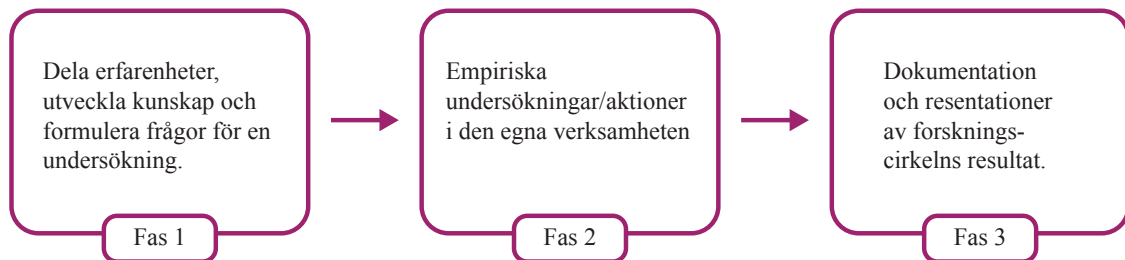 Dela erfarenheter,
utveckla kunskap och
formulera frågor för en
undersökning.
Fas 1
Empiriska
undersökningar/aktioner
i den egna verksamheten
Fas 2
Dokumentation
och resentationer
av forsknings-
cirkelns resultat.
Fas 3